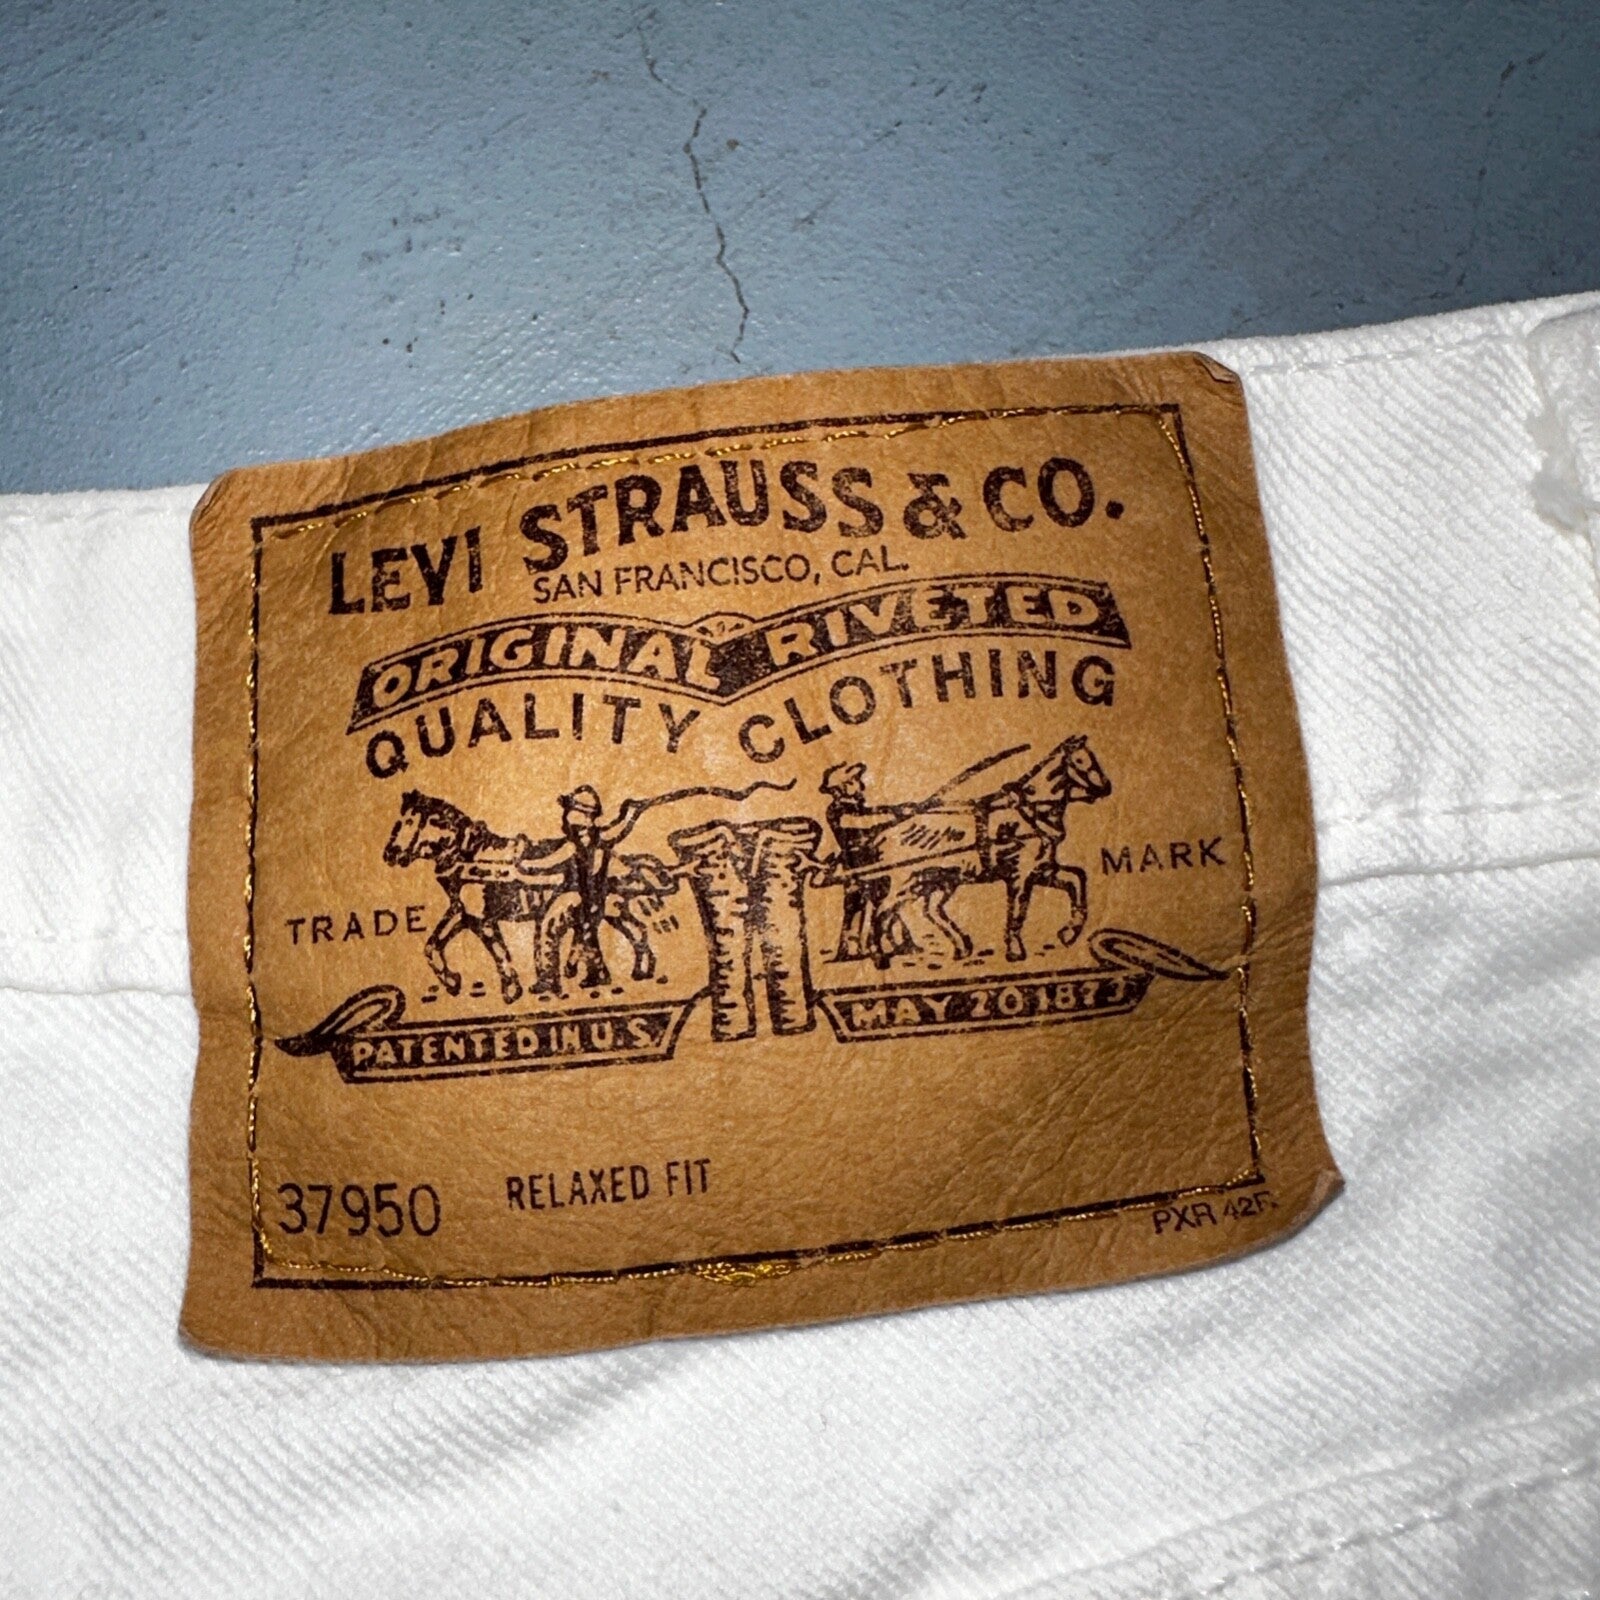 LEVI STRAUSS & CO.
SAN FRANCISCO, CAL.
ORIGINAL RIVETED
QUALITY CLOTHING
TRADE MARK
PATENTED IN U.S. MAY 20 1873
37950 RELAXED FIT
PXR 42R